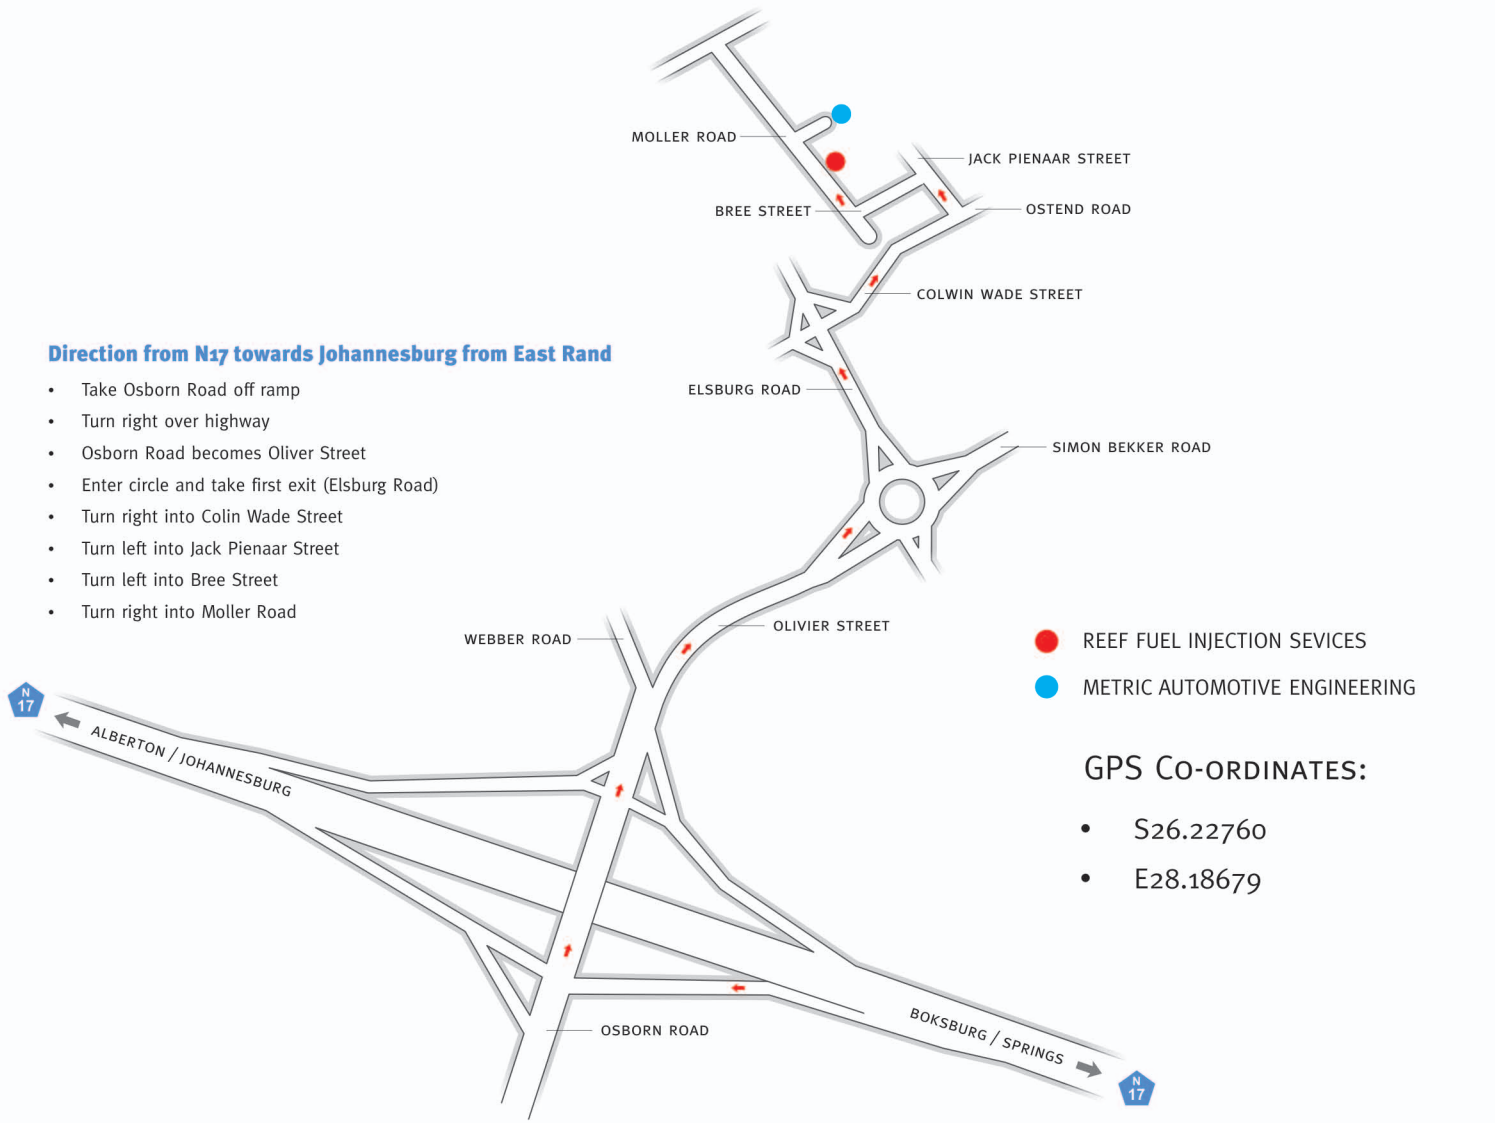 MOLLER ROAD
JACK PIENAAR STREET
BREE STREET
OSTEND ROAD
COLWIN WADE STREET
Direction from N17 towards Johannesburg from East Rand
• Take Osborn Road off ramp
• Turn right over highway
• Osborn Road becomes Oliver Street
• Enter circle and take first exit (Elsburg Road)
• Turn right into Colin Wade Street
• Turn left into Jack Pienaar Street
• Turn left into Bree Street
• Turn right into Moller Road
ELSBURG ROAD
SIMON BEKKER ROAD
OLIVIER STREET
WEBBER ROAD
REEF FUEL INJECTION SEVICES
METRIC AUTOMOTIVE ENGINEERING
N
17
ALBERTON / JOHANNESBURG
GPS CO-ORDINATES:
• S26.22760
• E28.18679
OSBORN ROAD
BOKSBURG / SPRINGS
N
17